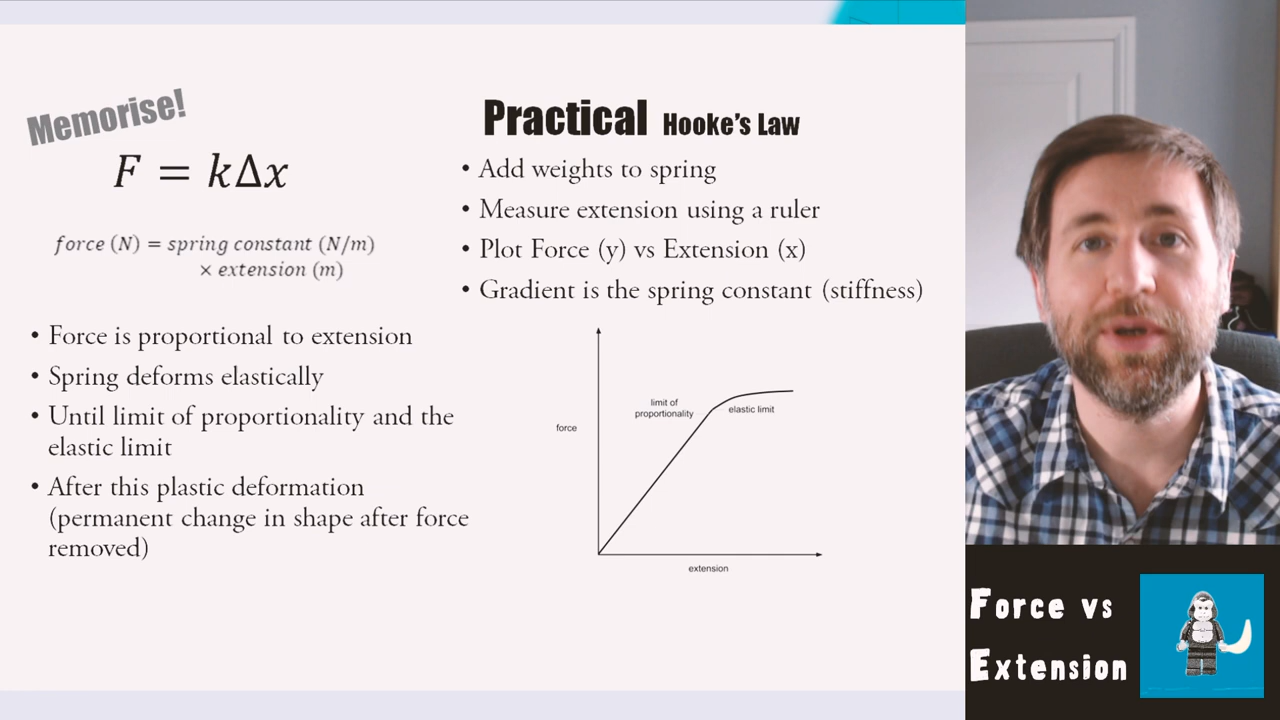 Memorise!
F = kΔx
force (N) = spring constant (N/m)
× extension (m)
• Force is proportional to extension
• Spring deforms elastically
• Until limit of proportionality and the
elastic limit
• After this plastic deformation
(permanent change in shape after force
removed)
Practical Hooke's Law
• Add weights to spring
• Measure extension using a ruler
• Plot Force (y) vs Extension (x)
• Gradient is the spring constant (stiffness)
limit of
proportionality
elastic limit
force
extension
Force vs
Extension